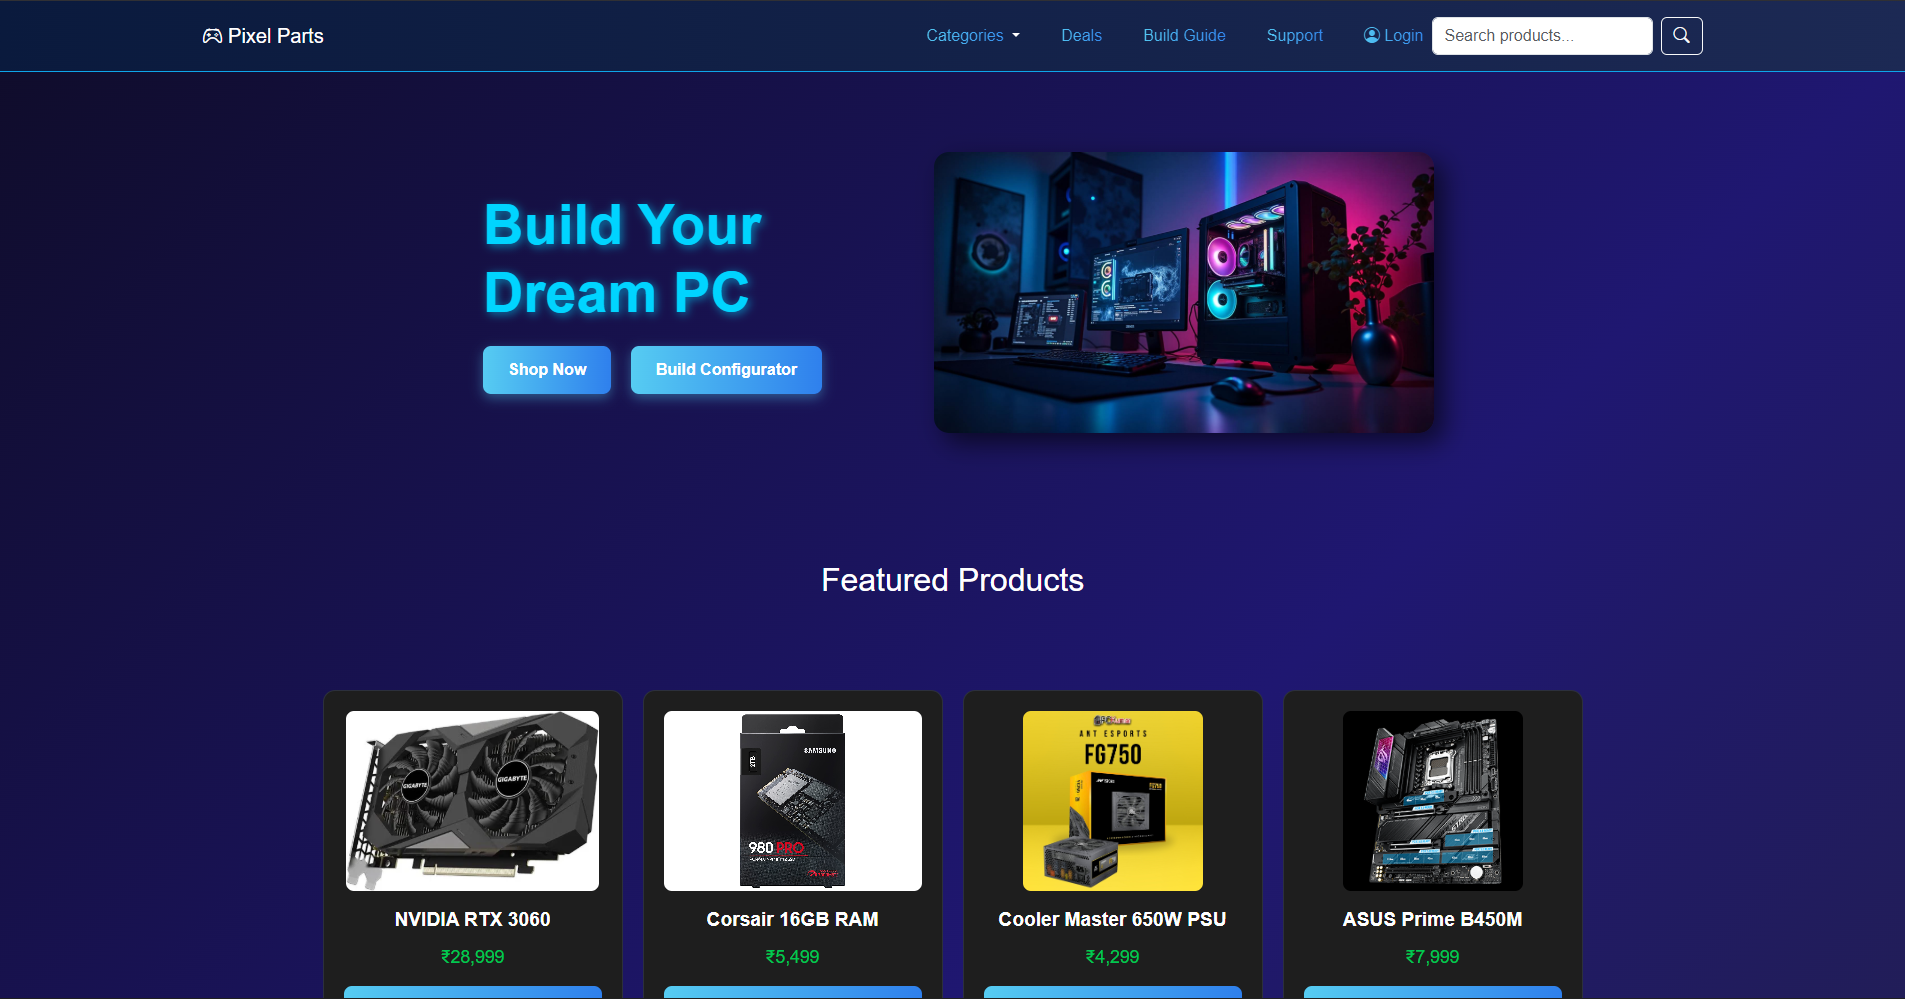 Pixel Parts
Categories
Deals
Build Guide
Support
Login
Search products...
Build Your
Dream PC
Shop Now
Build Configurator
Featured Products
GIGABYTE
GIGABYTE
NVIDIA RTX 3060
₹28,999
SAMSUNG
2TB
980 PRO
Corsair 16GB RAM
₹5,499
ANT ESPORTS
FG750
Cooler Master 650W PSU
₹4,299
ASUS Prime B450M
₹7,999